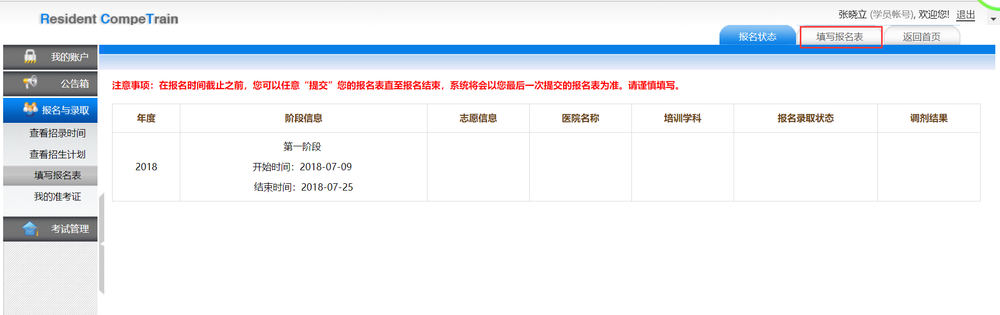 Resident CompeTrain
张晓立 (学员帐号), 欢迎您! 退出
报名状态 填写报名表 返回首页
我的账户
公告箱
报名与录取
查看招录时间
查看招生计划
填写报名表
我的准考证
考试管理
注意事项：在报名时间截止之前，您可以任意“提交”您的报名表直至报名结束，系统将会以您最后一次提交的报名表为准。请谨慎填写。
年度 阶段信息 志愿信息 医院名称 培训学科 报名录取状态 调剂结果
第一阶段
2018 开始时间：2018-07-09
结束时间：2018-07-25